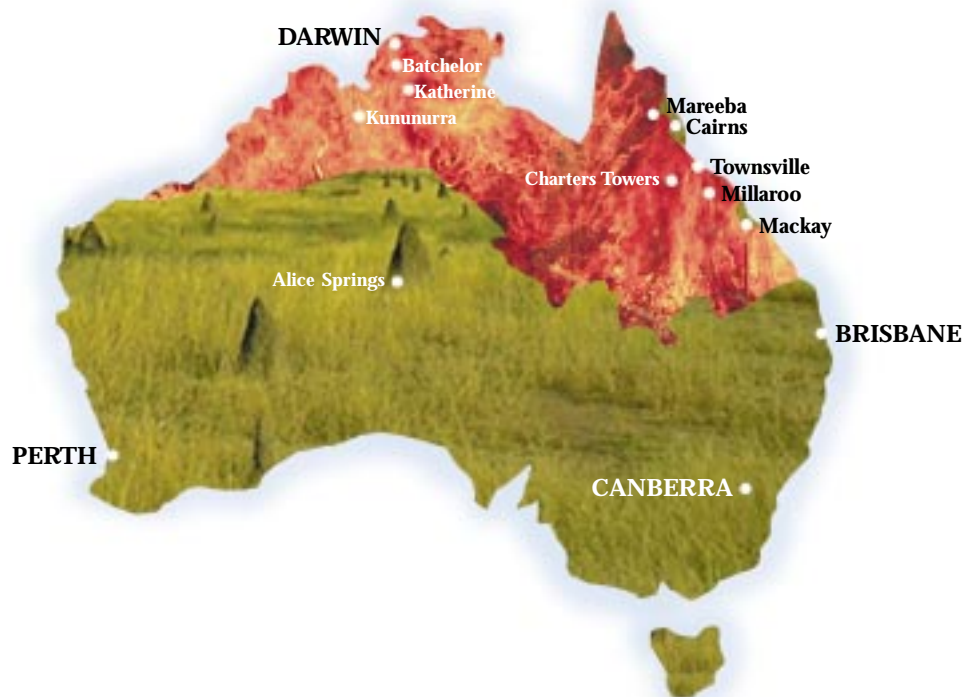 DARWIN
Batchelor
Katherine
Kununurra
Mareeba
Cairns
Townsville
Charters Towers
Millaroo
Mackay
Alice Springs
BRISBANE
PERTH
CANBERRA